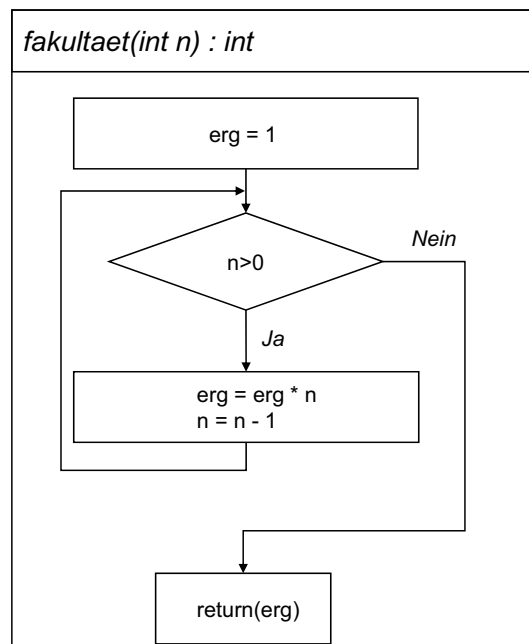 fakultaet(int n) : int
erg = 1
n>0
Nein
Ja
erg = erg * n
n = n - 1
return(erg)